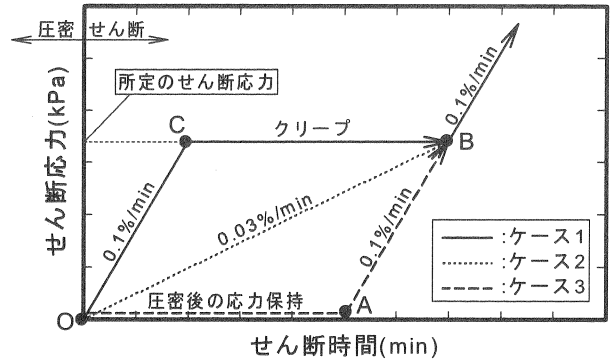 圧密 せん断
所定のせん断応力
せん断応力(kPa)
C
クリープ
B
0.1%/min
0.1%/min
0.03%/min
0.1%/min
:ケース1
:ケース2
:ケース3
圧密後の応力保持
A
O
せん断時間(min)